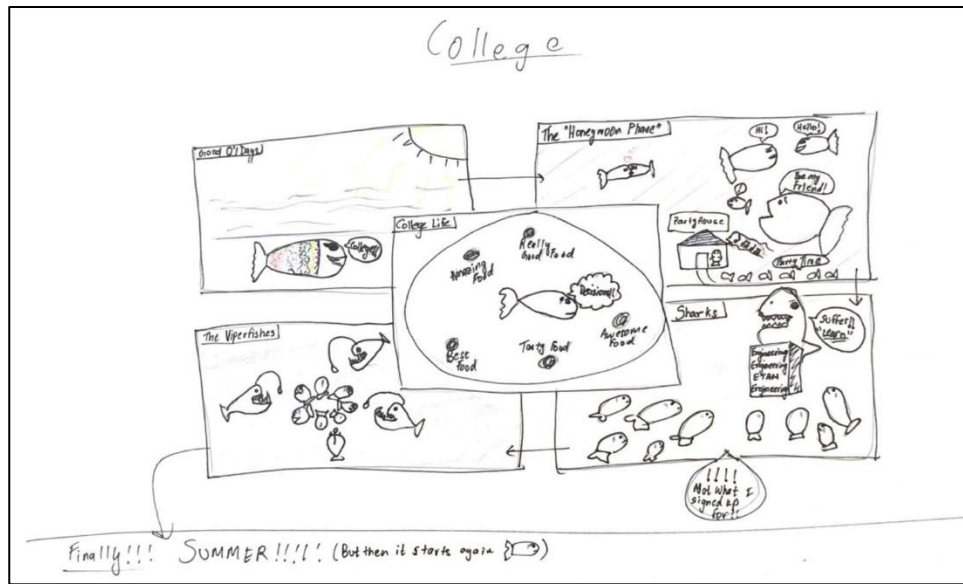 College
Good Ol' Days
College!!
The "Honeymoon Phase"
Hi!
Hello!
Be my
Friend!
Party House
Party Time
College Life
Really
Good Food
Amazing
Food
Decisions!!
Awesome
Food
Tasty Food
Best
Food
Sharks
Suffer!!
"Learn"
Engineering
Engineering
ETAM
Engineering
!!!!
Not what I
signed up
for!!
The Viperfishes
Finally!!! SUMMER!!!!! (But then it starts again )